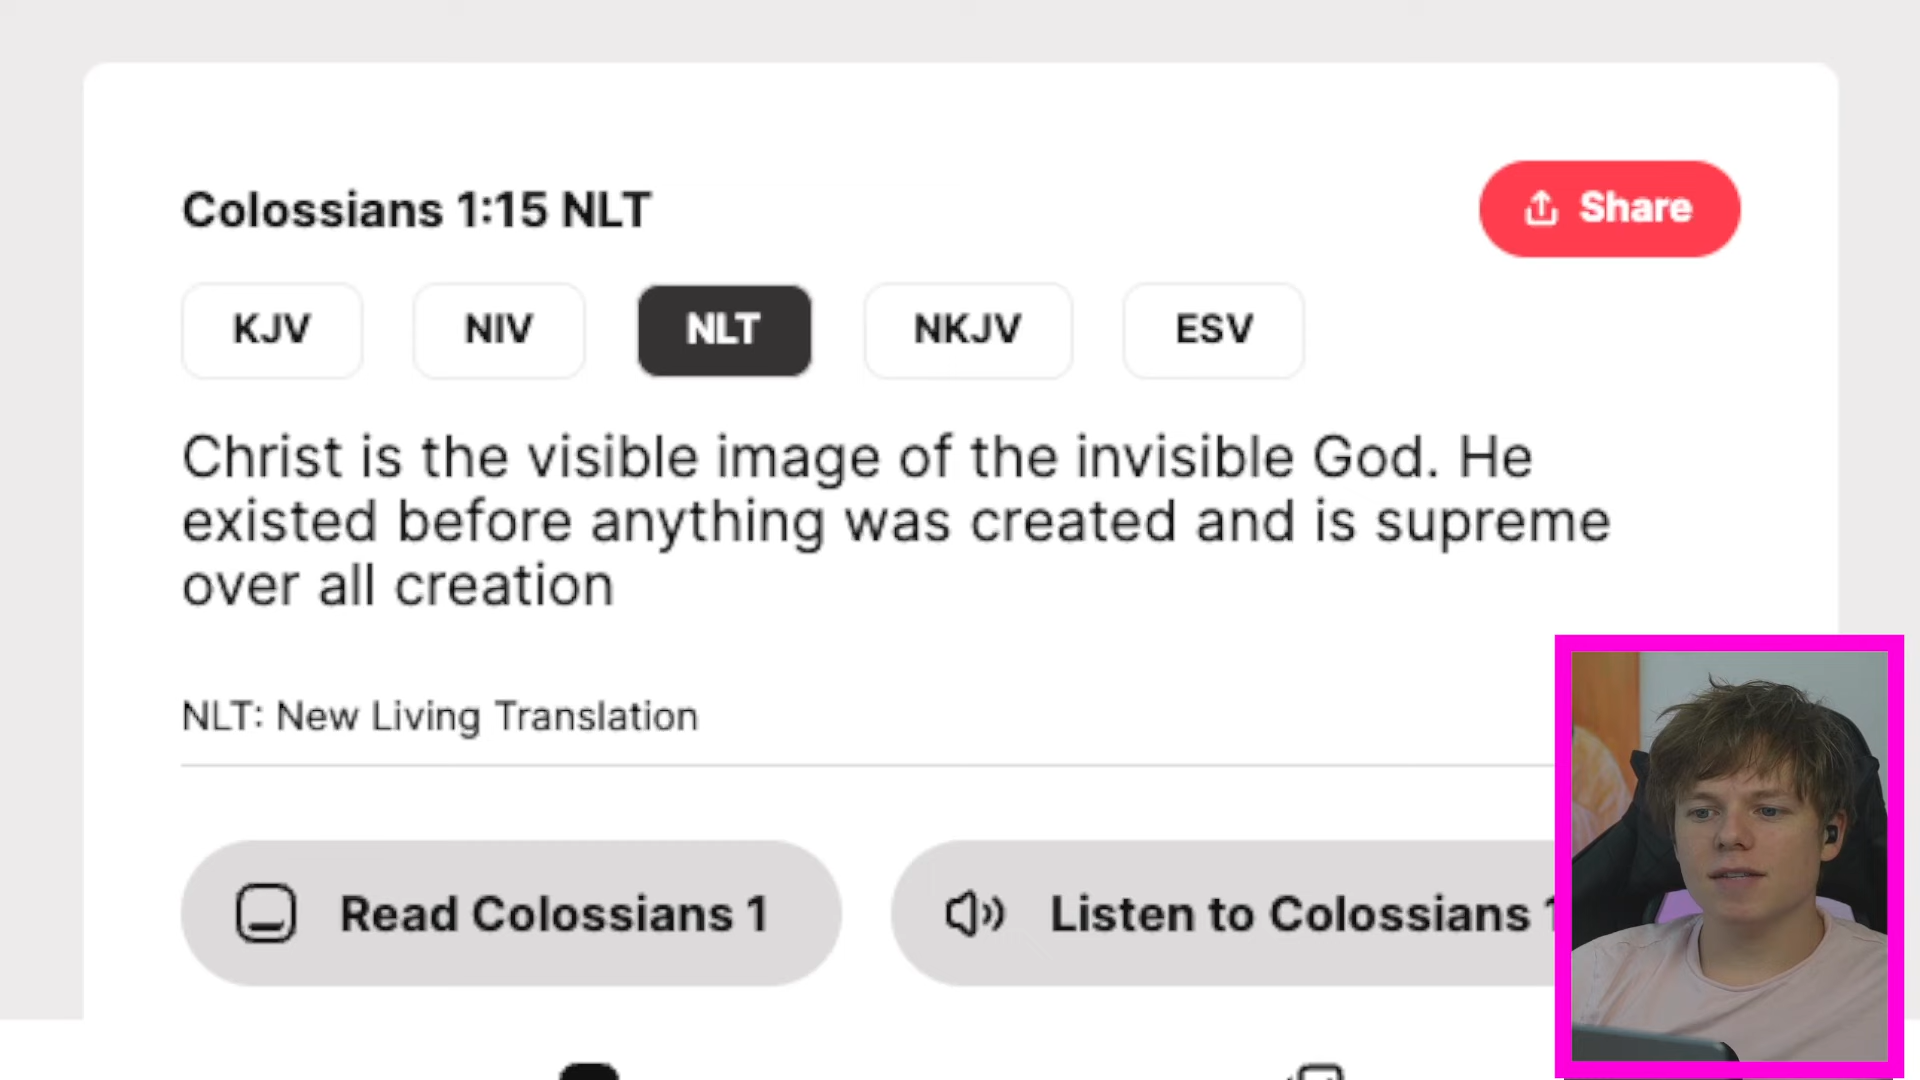 Colossians 1:15 NLT
Share
KJV NIV NLT NKJV ESV
Christ is the visible image of the invisible God. He
existed before anything was created and is supreme
over all creation
NLT: New Living Translation
Read Colossians 1
Listen to Colossians 1